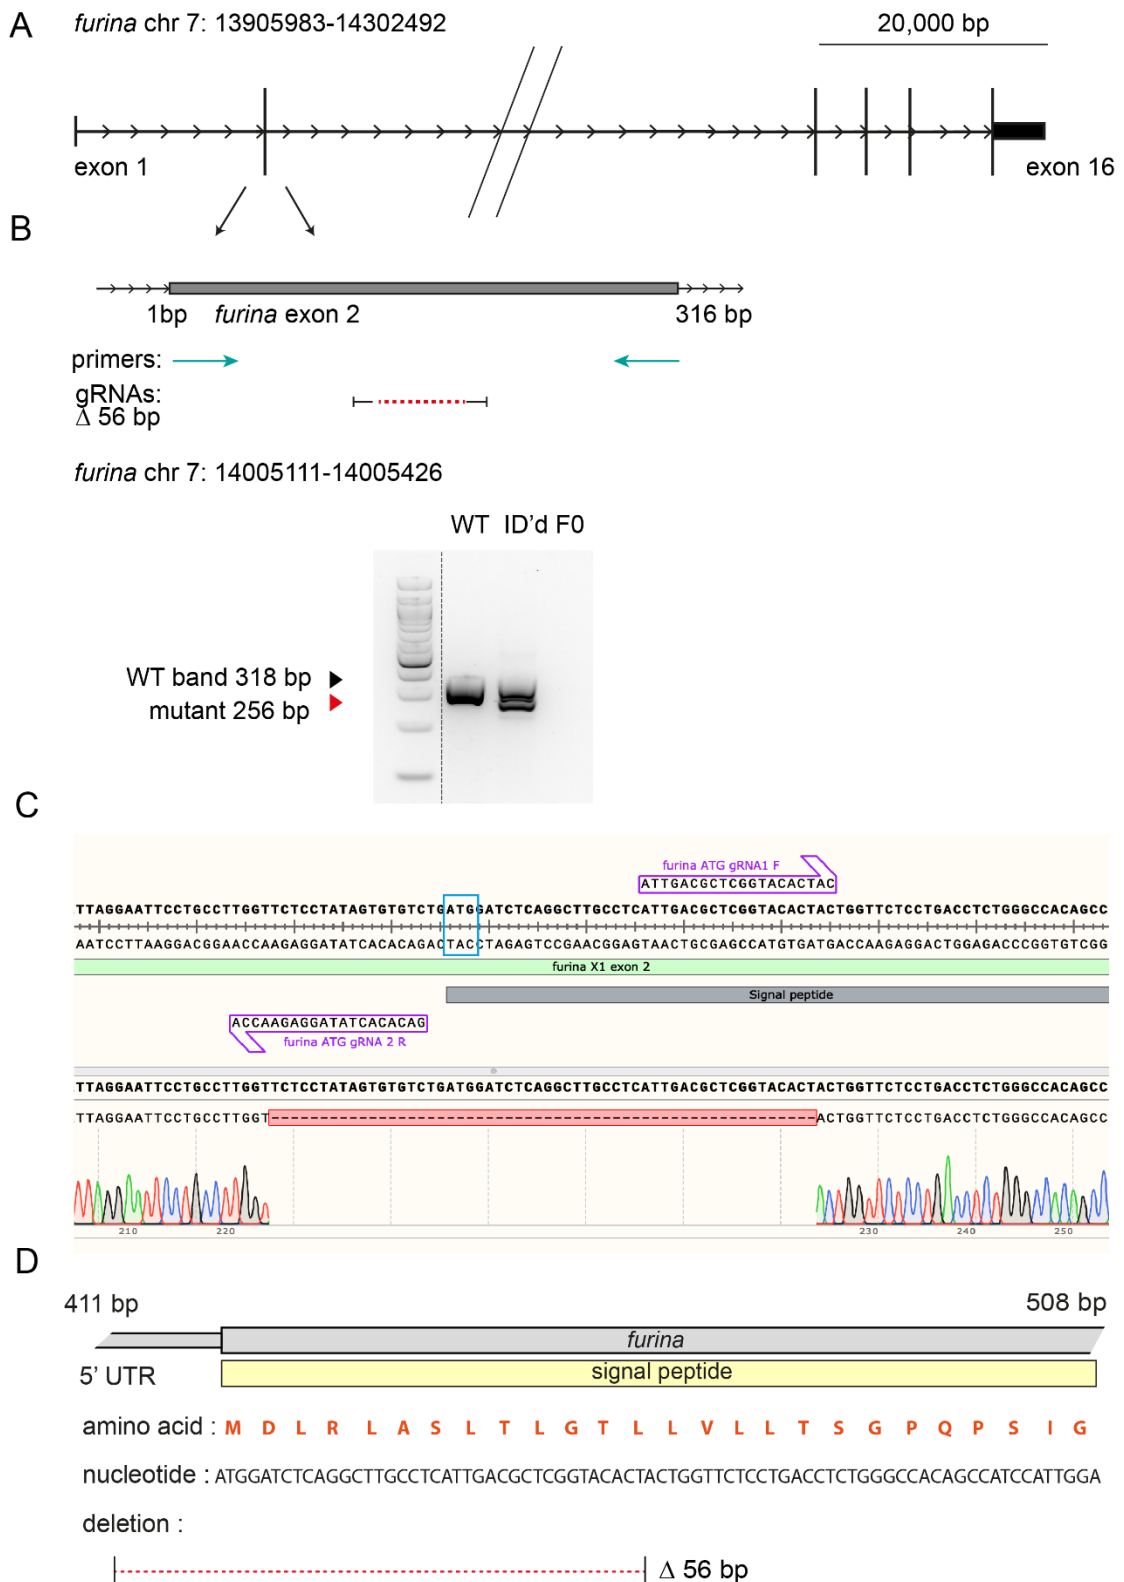 A
furina chr 7: 13905983-14302492
20,000 bp
exon 1
exon 16
B
1bp furina exon 2 316 bp
primers:
gRNAs:
Δ 56 bp
furina chr 7: 14005111-14005426
WT ID'd F0
WT band 318 bp
mutant 256 bp
C
furina ATG gRNA1 F
ATTGACGCTCGGTACACTAC
TTAGGAATTCCTGCCTTGGTTCTCCTATAGTGTGTCTGATGGATCTCAGGCTTGCCTCATTGACGCTCGGTACACTACTGGTTCTCCTGACCTCTGGGCCACAGCC
AATCCTTAAGGACGGAACCAAGAGGATATCACACAGACTACCTAGAGTCCGAACGGAGTAACTGCGAGCCATGTGATGACCAAGAGGACTGGAGACCCGGTGTCGG
furina X1 exon 2
Signal peptide
ACCAAGAGGATATCACACAG
furina ATG gRNA 2 R
TTAGGAATTCCTGCCTTGGTTCTCCTATAGTGTGTCTGATGGATCTCAGGCTTGCCTCATTGACGCTCGGTACACTACTGGTTCTCCTGACCTCTGGGCCACAGCC
TTAGGAATTCCTGCCTTGGT--------------------------------------------------------ACTGGTTCTCCTGACCTCTGGGCCACAGCC
210 220 230 240 250
D
411 bp 508 bp
furina
5' UTR signal peptide
amino acid : M D L R L A S L T L G T L L V L L T S G P Q P S I G
nucleotide : ATGGATCTCAGGCTTGCCTCATTGACGCTCGGTACACTACTGGTTCTCCTGACCTCTGGGCCACAGCCATCCATTGGA
deletion :
Δ 56 bp